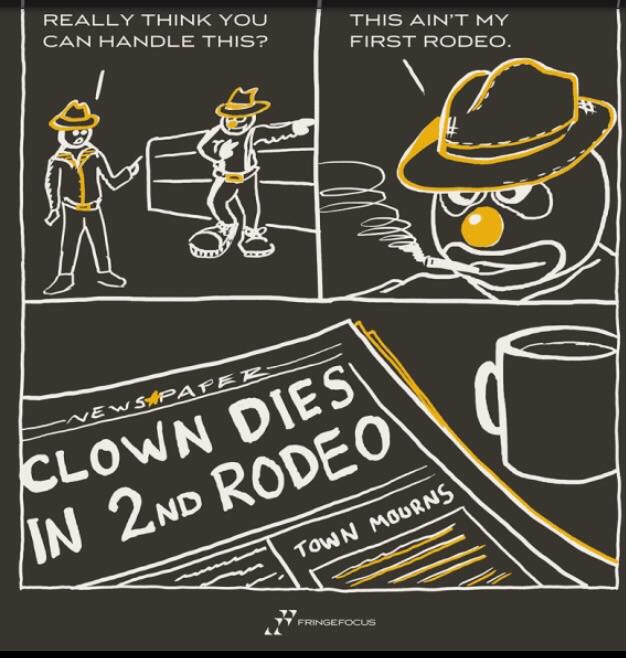 REALLY THINK YOU
CAN HANDLE THIS?
THIS AIN'T MY
FIRST RODEO.
NEWSPAPER
CLOWN DIES
IN 2ND RODEO
TOWN MOURNS
FRINGEFOCUS